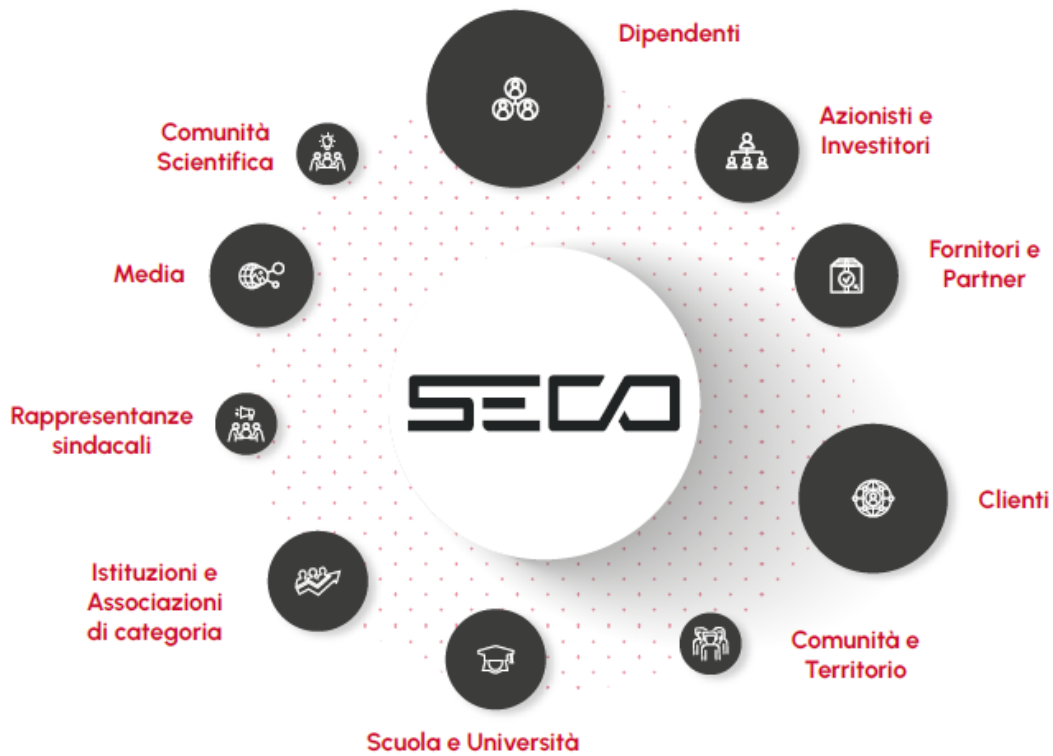 Dipendenti
Azionisti e
Investitori
Fornitori e
Partner
Clienti
Comunità e
Territorio
Scuola e Università
Istituzioni e
Associazioni
di categoria
Rappresentanze
sindacali
Media
Comunità
Scientifica
SECO